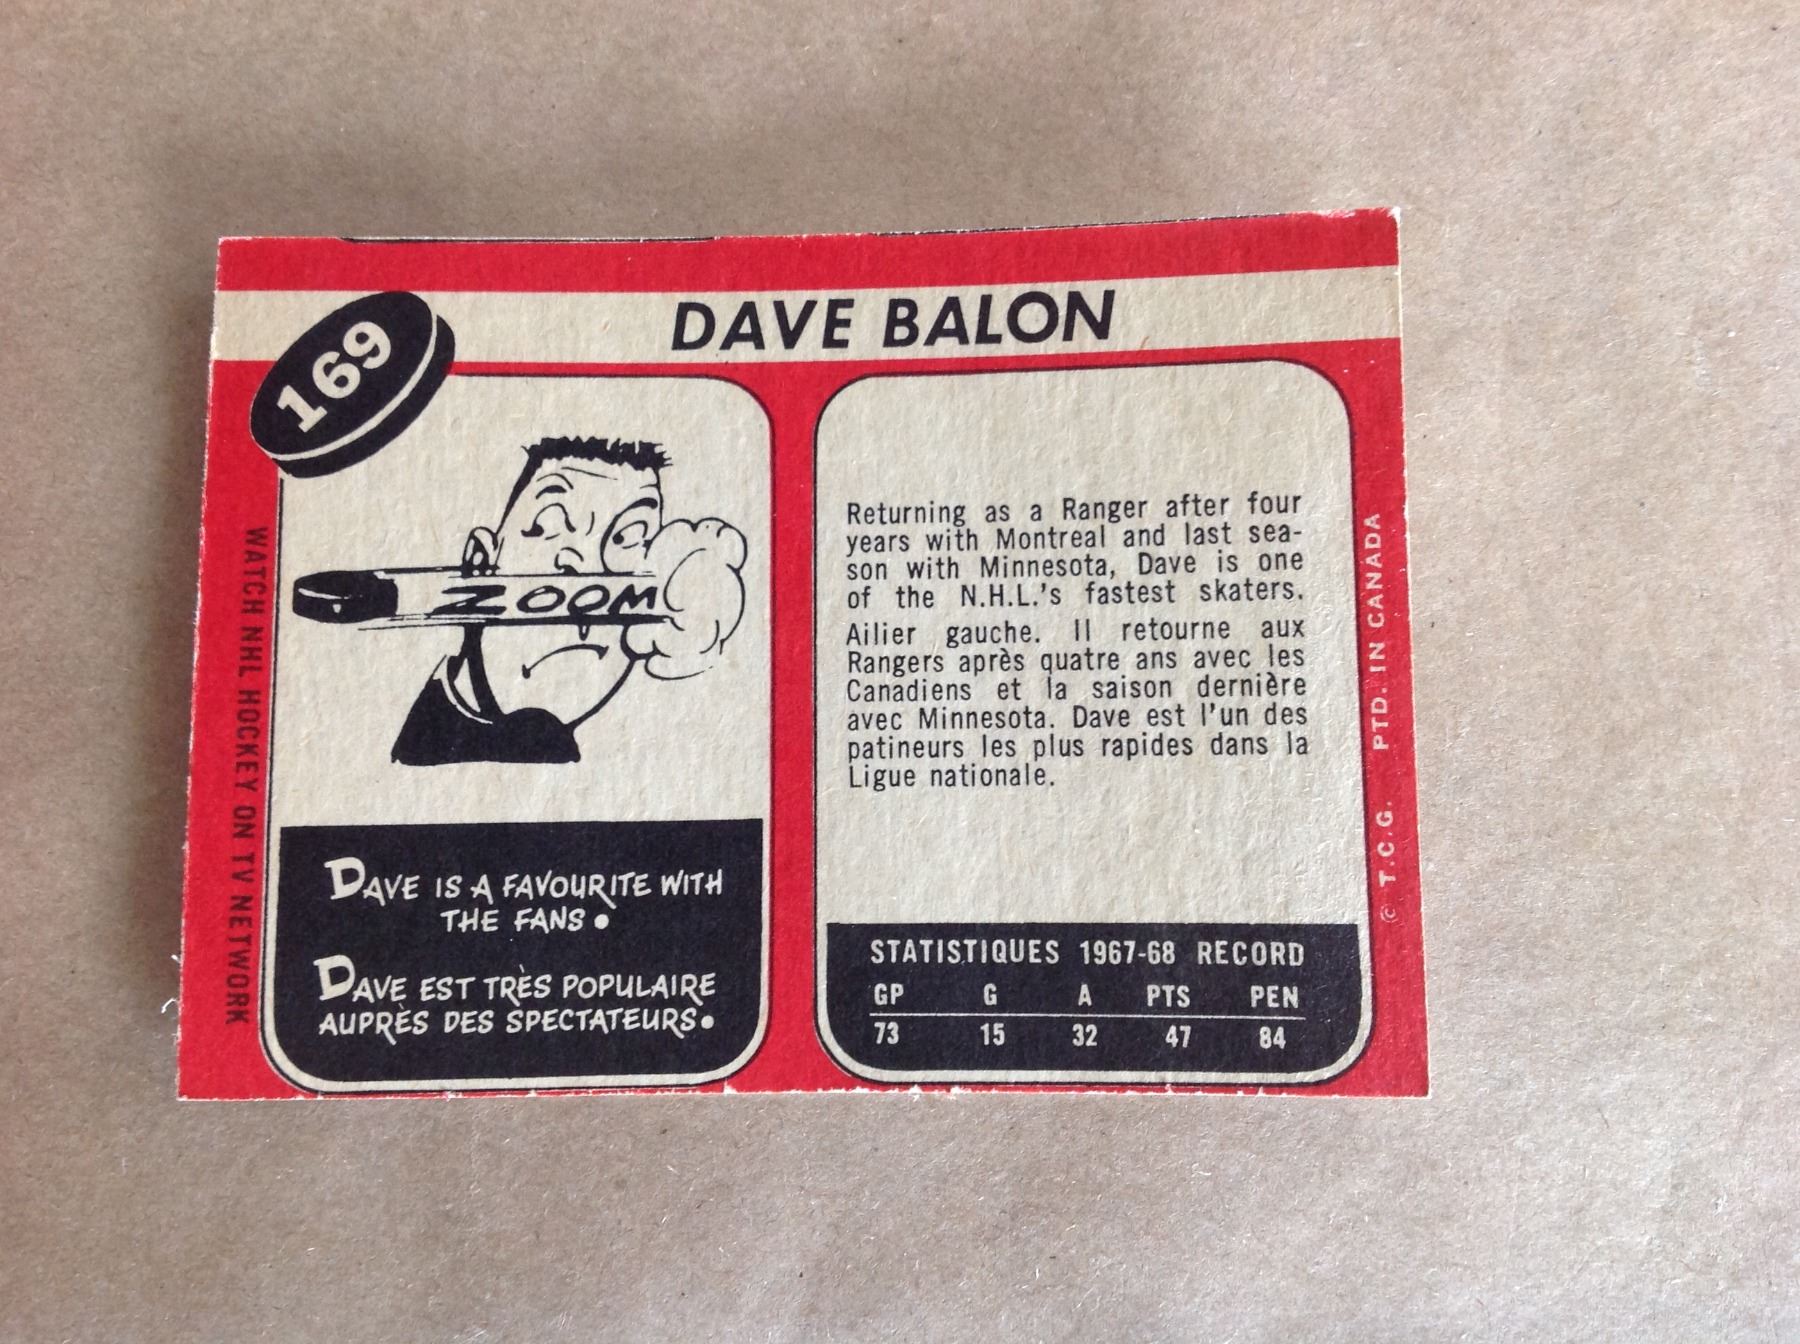 DAVE BALON
169
ZOOM
DAVE IS A FAVOURITE WITH
THE FANS.
DAVE EST TRÈS POPULAIRE
AUPRÈS DES SPECTATEURS.
WATCH NHL HOCKEY ON TV NETWORK
Returning as a Ranger after four
years with Montreal and last sea-
son with Minnesota, Dave is one
of the N.H.L.'s fastest skaters.
Ailier gauche. Il retourne aux
Rangers après quatre ans avec les
Canadiens et la saison dernière
avec Minnesota. Dave est l'un des
patineurs les plus rapides dans la
Ligue nationale.
STATISTIQUES 1967-68 RECORD
GP G A PTS PEN
73 15 32 47 84
© T.C.G. PTD. IN CANADA